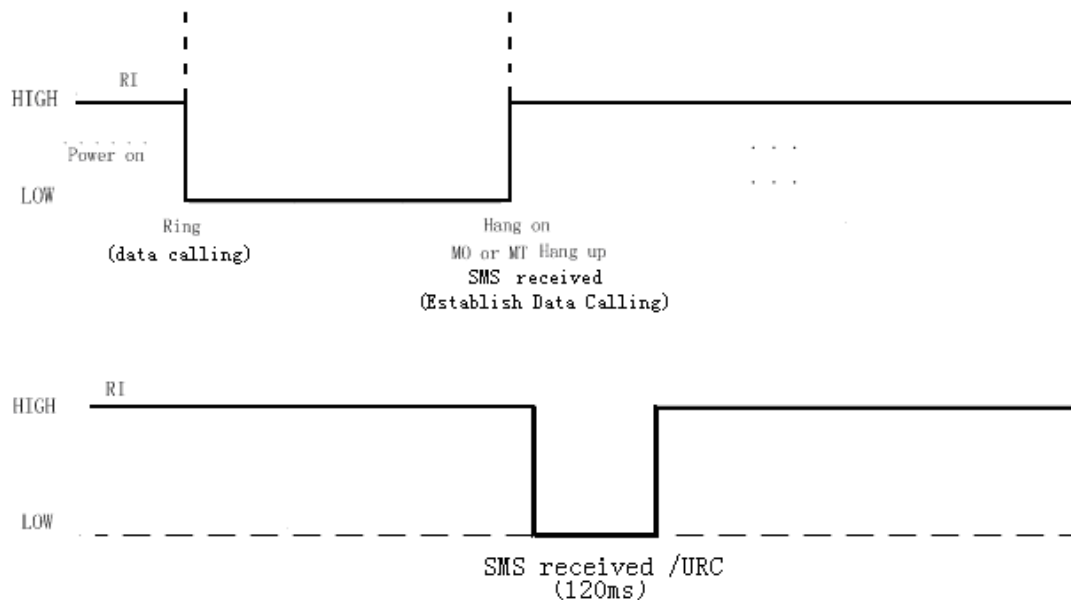 RI
HIGH
Power on
LOW
Ring
(data calling)
Hang on
MO or MT Hang up
SMS received
(Establish Data Calling)
. . .
. . .
RI
HIGH
LOW
SMS received /URC
(120ms)